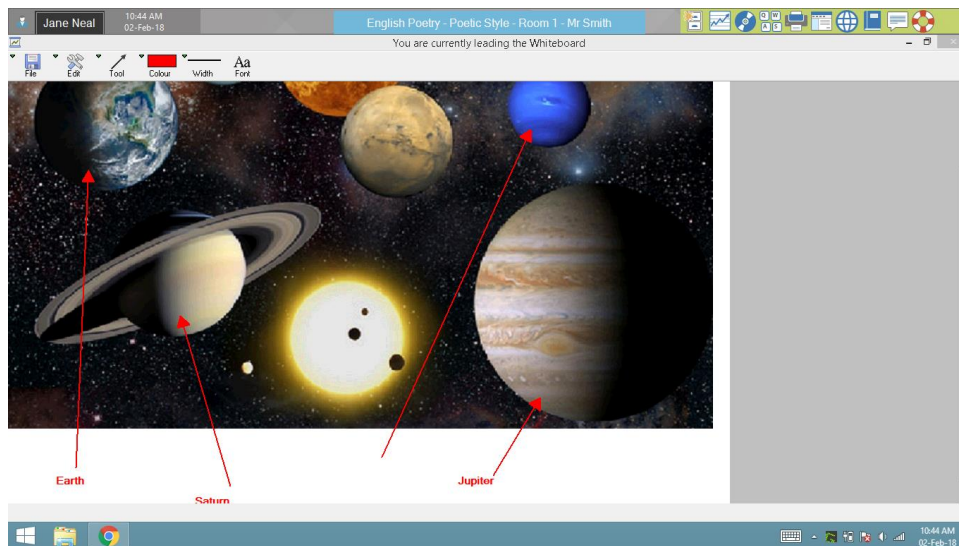 Jane Neal
10:44 AM
02-Feb-18
English Poetry - Poetic Style - Room 1 - Mr Smith
You are currently leading the Whiteboard
File
Edit
Tool
Colour
Width
Aa
Font
Earth
Saturn
Jupiter
10:44 AM
02-Feb-18